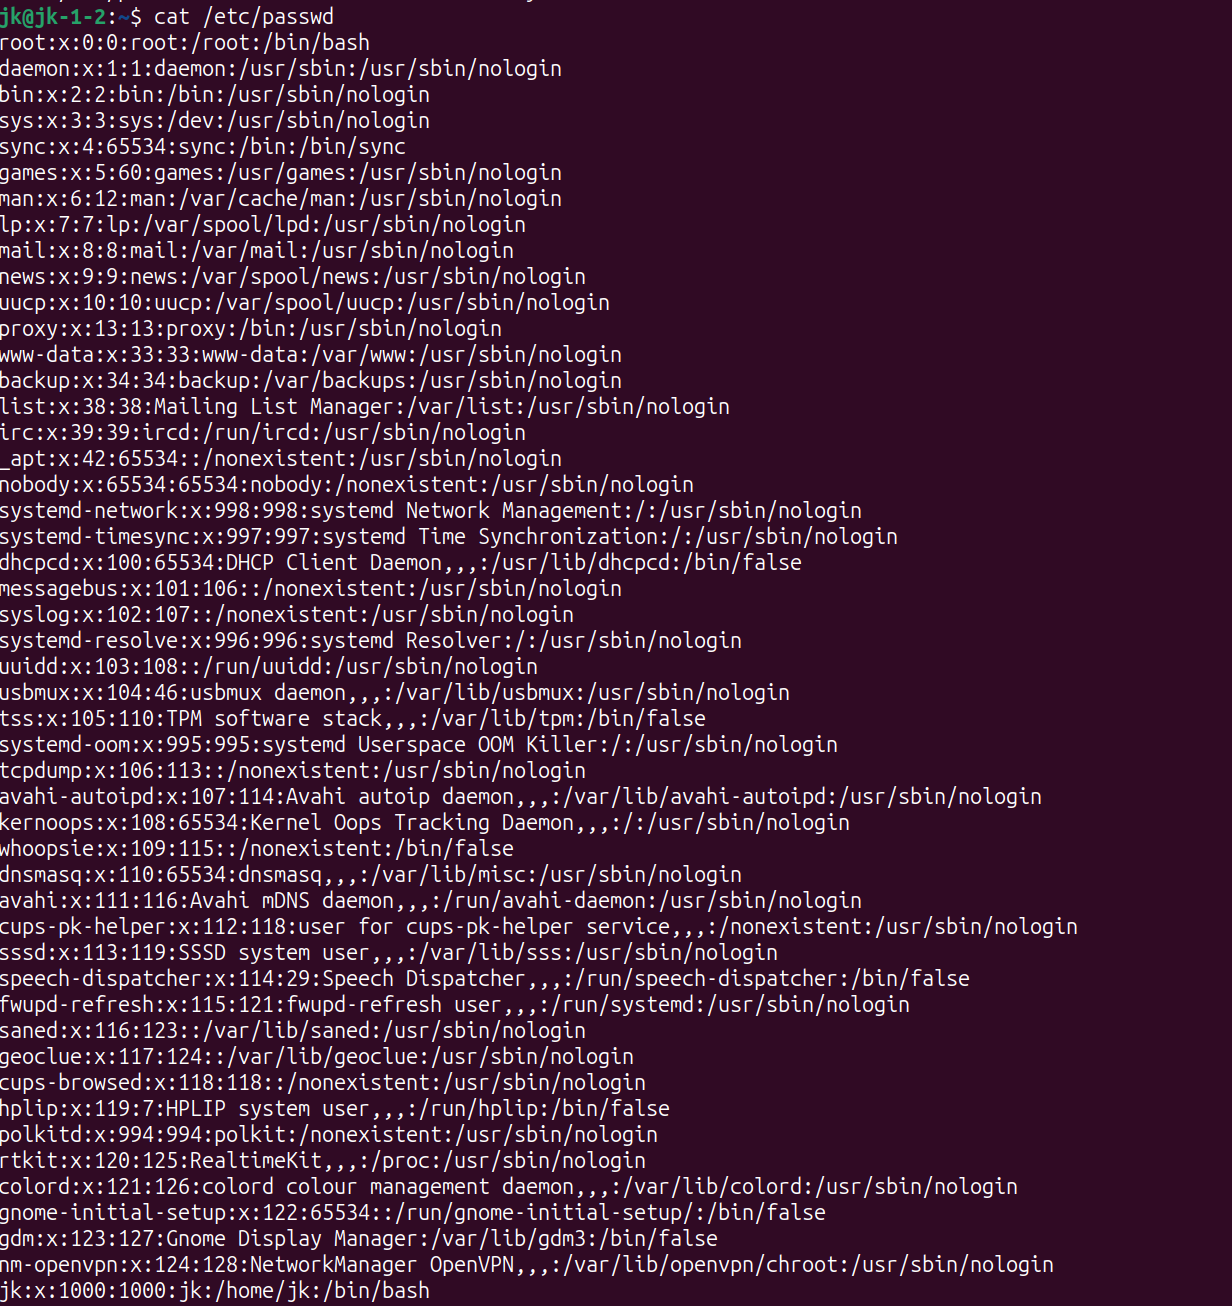 jk@jk-1-2:~$ cat /etc/passwd
root:x:0:0:root:/root:/bin/bash
daemon:x:1:1:daemon:/usr/sbin:/usr/sbin/nologin
bin:x:2:2:bin:/bin:/usr/sbin/nologin
sys:x:3:3:sys:/dev:/usr/sbin/nologin
sync:x:4:65534:sync:/bin:/bin/sync
games:x:5:60:games:/usr/games:/usr/sbin/nologin
man:x:6:12:man:/var/cache/man:/usr/sbin/nologin
lp:x:7:7:lp:/var/spool/lpd:/usr/sbin/nologin
mail:x:8:8:mail:/var/mail:/usr/sbin/nologin
news:x:9:9:news:/var/spool/news:/usr/sbin/nologin
uucp:x:10:10:uucp:/var/spool/uucp:/usr/sbin/nologin
proxy:x:13:13:proxy:/bin:/usr/sbin/nologin
www-data:x:33:33:www-data:/var/www:/usr/sbin/nologin
backup:x:34:34:backup:/var/backups:/usr/sbin/nologin
list:x:38:38:Mailing List Manager:/var/list:/usr/sbin/nologin
irc:x:39:39:ircd:/run/ircd:/usr/sbin/nologin
_apt:x:42:65534::/nonexistent:/usr/sbin/nologin
nobody:x:65534:65534:nobody:/nonexistent:/usr/sbin/nologin
systemd-network:x:998:998:systemd Network Management:/:/usr/sbin/nologin
systemd-timesync:x:997:997:systemd Time Synchronization:/:/usr/sbin/nologin
dhcpcd:x:100:65534:DHCP Client Daemon,,,:/usr/lib/dhcpcd:/bin/false
messagebus:x:101:106::/nonexistent:/usr/sbin/nologin
syslog:x:102:107::/nonexistent:/usr/sbin/nologin
systemd-resolve:x:996:996:systemd Resolver:/:/usr/sbin/nologin
uuidd:x:103:108::/run/uuidd:/usr/sbin/nologin
usbmux:x:104:46:usbmux daemon,,,:/var/lib/usbmux:/usr/sbin/nologin
tss:x:105:110:TPM software stack,,,:/var/lib/tpm:/bin/false
systemd-oom:x:995:995:systemd Userspace OOM Killer:/:/usr/sbin/nologin
tcpdump:x:106:113::/nonexistent:/usr/sbin/nologin
avahi-autoipd:x:107:114:Avahi autoip daemon,,,:/var/lib/avahi-autoipd:/usr/sbin/nologin
kernoops:x:108:65534:Kernel Oops Tracking Daemon,,,:/:/usr/sbin/nologin
whoopsie:x:109:115::/nonexistent:/bin/false
dnsmasq:x:110:65534:dnsmasq,,,:/var/lib/misc:/usr/sbin/nologin
avahi:x:111:116:Avahi mDNS daemon,,,:/run/avahi-daemon:/usr/sbin/nologin
cups-pk-helper:x:112:118:user for cups-pk-helper service,,,:/nonexistent:/usr/sbin/nologin
sssd:x:113:119:SSSD system user,,,:/var/lib/sss:/usr/sbin/nologin
speech-dispatcher:x:114:29:Speech Dispatcher,,,:/run/speech-dispatcher:/bin/false
fwupd-refresh:x:115:121:fwupd-refresh user,,,:/run/systemd:/usr/sbin/nologin
saned:x:116:123::/var/lib/saned:/usr/sbin/nologin
geoclue:x:117:124::/var/lib/geoclue:/usr/sbin/nologin
cups-browsed:x:118:118::/nonexistent:/usr/sbin/nologin
hplip:x:119:7:HPLIP system user,,,:/run/hplip:/bin/false
polkitd:x:994:994:polkit:/nonexistent:/usr/sbin/nologin
rtkit:x:120:125:RealtimeKit,,,:/proc:/usr/sbin/nologin
colord:x:121:126:colord colour management daemon,,,:/var/lib/colord:/usr/sbin/nologin
gnome-initial-setup:x:122:65534::/run/gnome-initial-setup/:/bin/false
gdm:x:123:127:Gnome Display Manager:/var/lib/gdm3:/bin/false
nm-openvpn:x:124:128:NetworkManager OpenVPN,,,:/var/lib/openvpn/chroot:/usr/sbin/nologin
jk:x:1000:1000:jk:/home/jk:/bin/bash